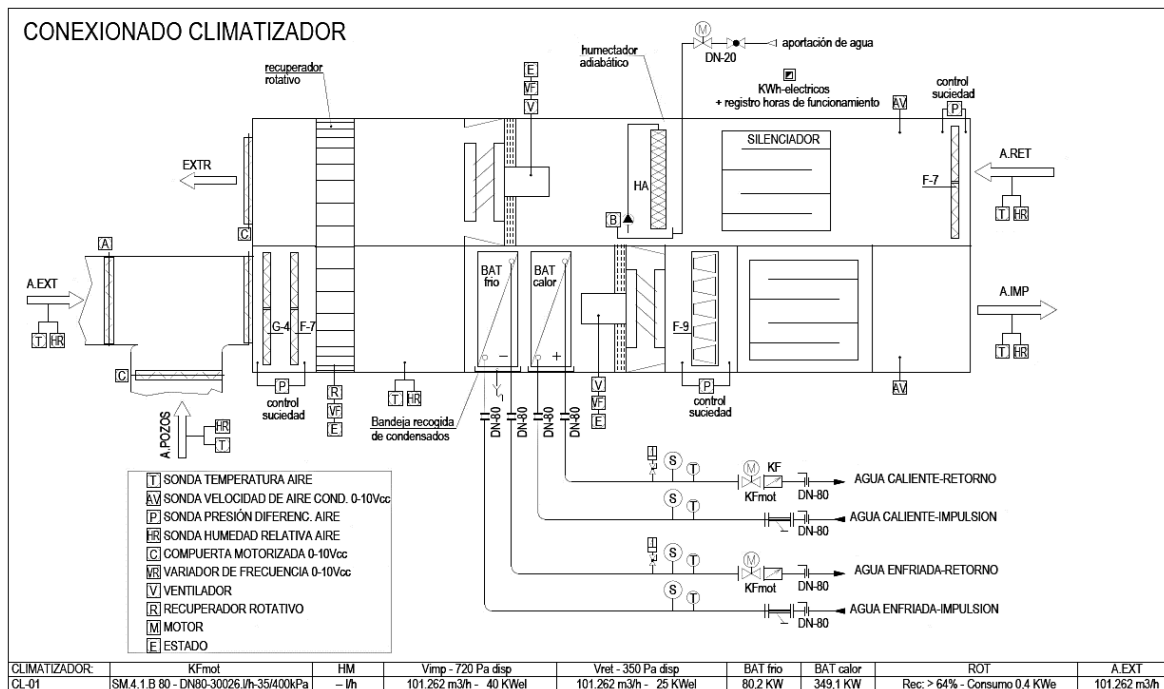 CONEXIONADO CLIMATIZADOR
M
aportación de agua
DN-20
humectador
adiabático
KWh-electricos
+ registro horas de funcionamiento
control
suciedad
P
AV
recuperador
rotativo
E
VF
V
EXTR
SILENCIADOR
A.RET
F-7
T HR
HA
B
C
A
A.EXT
T HR
G-4
F-7
BAT
frio
BAT
calor
F-9
A.IMP
T HR
C
P
control
suciedad
R
VF
E
T HR
V
VF
E
P
control
suciedad
AV
A.POZOS
HR
T
Bandeja recogida
de condensados
DN-80
DN-80
DN-80
DN-80
T SONDA TEMPERATURA AIRE
AV SONDA VELOCIDAD DE AIRE COND. 0-10Vcc
P SONDA PRESIÓN DIFERENC. AIRE
HR SONDA HUMEDAD RELATIVA AIRE
C COMPUERTA MOTORIZADA 0-10Vcc
VR VARIADOR DE FRECUENCIA 0-10Vcc
V VENTILADOR
R RECUPERADOR ROTATIVO
M MOTOR
E ESTADO
I S T M KF
KFmot DN-80 AGUA CALIENTE-RETORNO
S T DN-80 AGUA CALIENTE-IMPULSION
I S T M
KFmot DN-80 AGUA ENFRIADA-RETORNO
S T DN-80 AGUA ENFRIADA-IMPULSION
CLIMATIZADOR: KFmot HM Vimp - 720 Pa disp Vret - 350 Pa disp BAT frio BAT calor ROT A.EXT
CL-01 SM.4.1.B 80 - DN80-30026.l/h-35/400kPa -- l/h 101.262 m3/h - 40 KWel 101.262 m3/h - 25 KWel 80,2 KW 349,1 KW Rec: > 64% - Consumo 0,4 KWe 101.262 m3/h